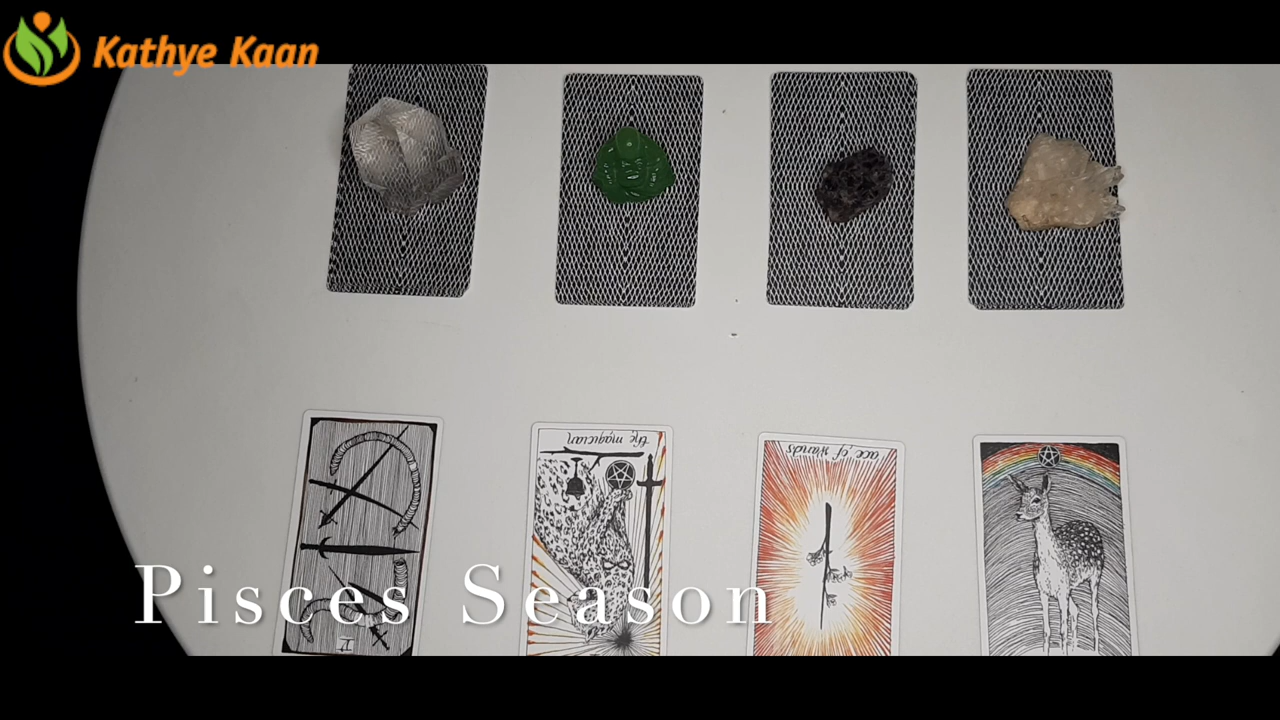 Kathye Kaan
the magician
ace of wands
Pisces Season